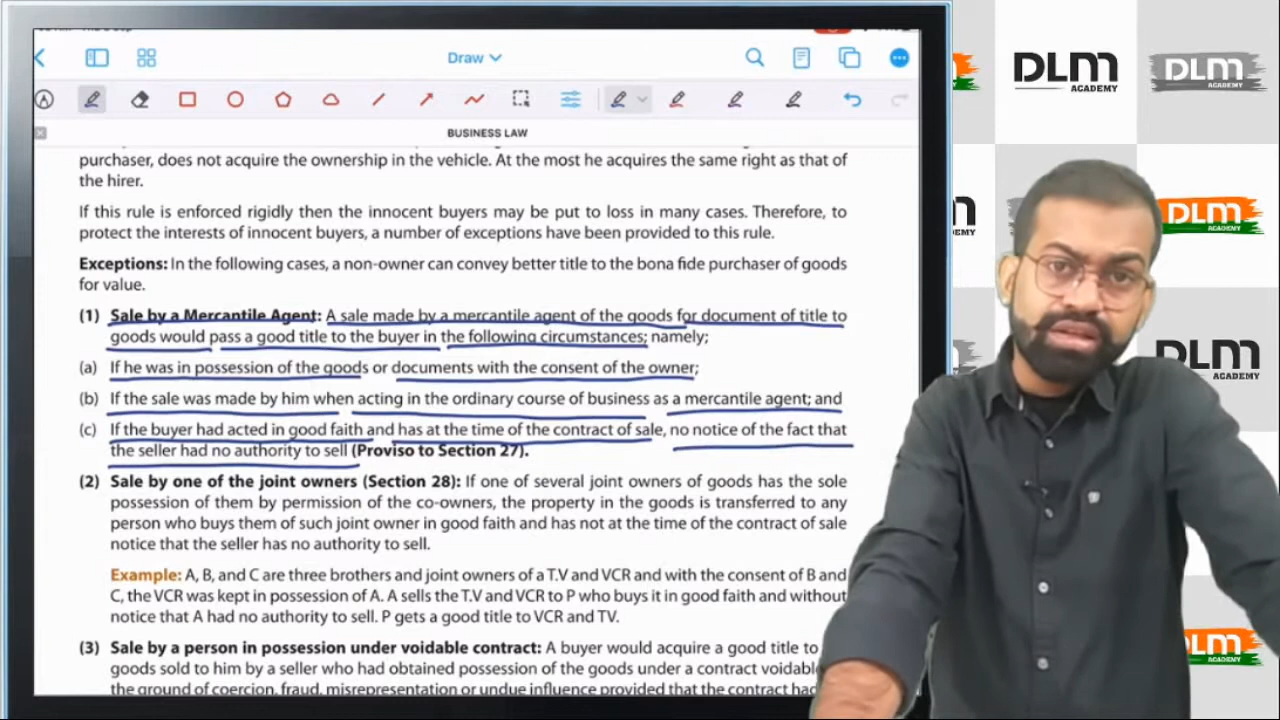 Draw
BUSINESS LAW
purchaser, does not acquire the ownership in the vehicle. At the most he acquires the same right as that of
the hirer.
If this rule is enforced rigidly then the innocent buyers may be put to loss in many cases. Therefore, to
protect the interests of innocent buyers, a number of exceptions have been provided to this rule.
Exceptions: In the following cases, a non-owner can convey better title to the bona fide purchaser of goods
for value.
(1) Sale by a Mercantile Agent: A sale made by a mercantile agent of the goods for document of title to
goods would pass a good title to the buyer in the following circumstances; namely;
(a) If he was in possession of the goods or documents with the consent of the owner;
(b) If the sale was made by him when acting in the ordinary course of business as a mercantile agent; and
(c) If the buyer had acted in good faith and has at the time of the contract of sale, no notice of the fact that
the seller had no authority to sell (Proviso to Section 27).
(2) Sale by one of the joint owners (Section 28): If one of several joint owners of goods has the sole
possession of them by permission of the co-owners, the property in the goods is transferred to any
person who buys them of such joint owner in good faith and has not at the time of the contract of sale
notice that the seller has no authority to sell.
Example: A, B, and C are three brothers and joint owners of a T.V and VCR and with the consent of B and
C, the VCR was kept in possession of A. A sells the T.V and VCR to P who buys it in good faith and without
notice that A had no authority to sell. P gets a good title to VCR and TV.
(3) Sale by a person in possession under voidable contract: A buyer would acquire a good title to
goods sold to him by a seller who had obtained possession of the goods under a contract voidable
the ground of coercion, fraud, misrepresentation or undue influence provided that the contract had
DLM
ACADEMY
DLM
ACADEMY
DLM
ACADEMY
DLM
ACADEMY
DLM
ACADEMY